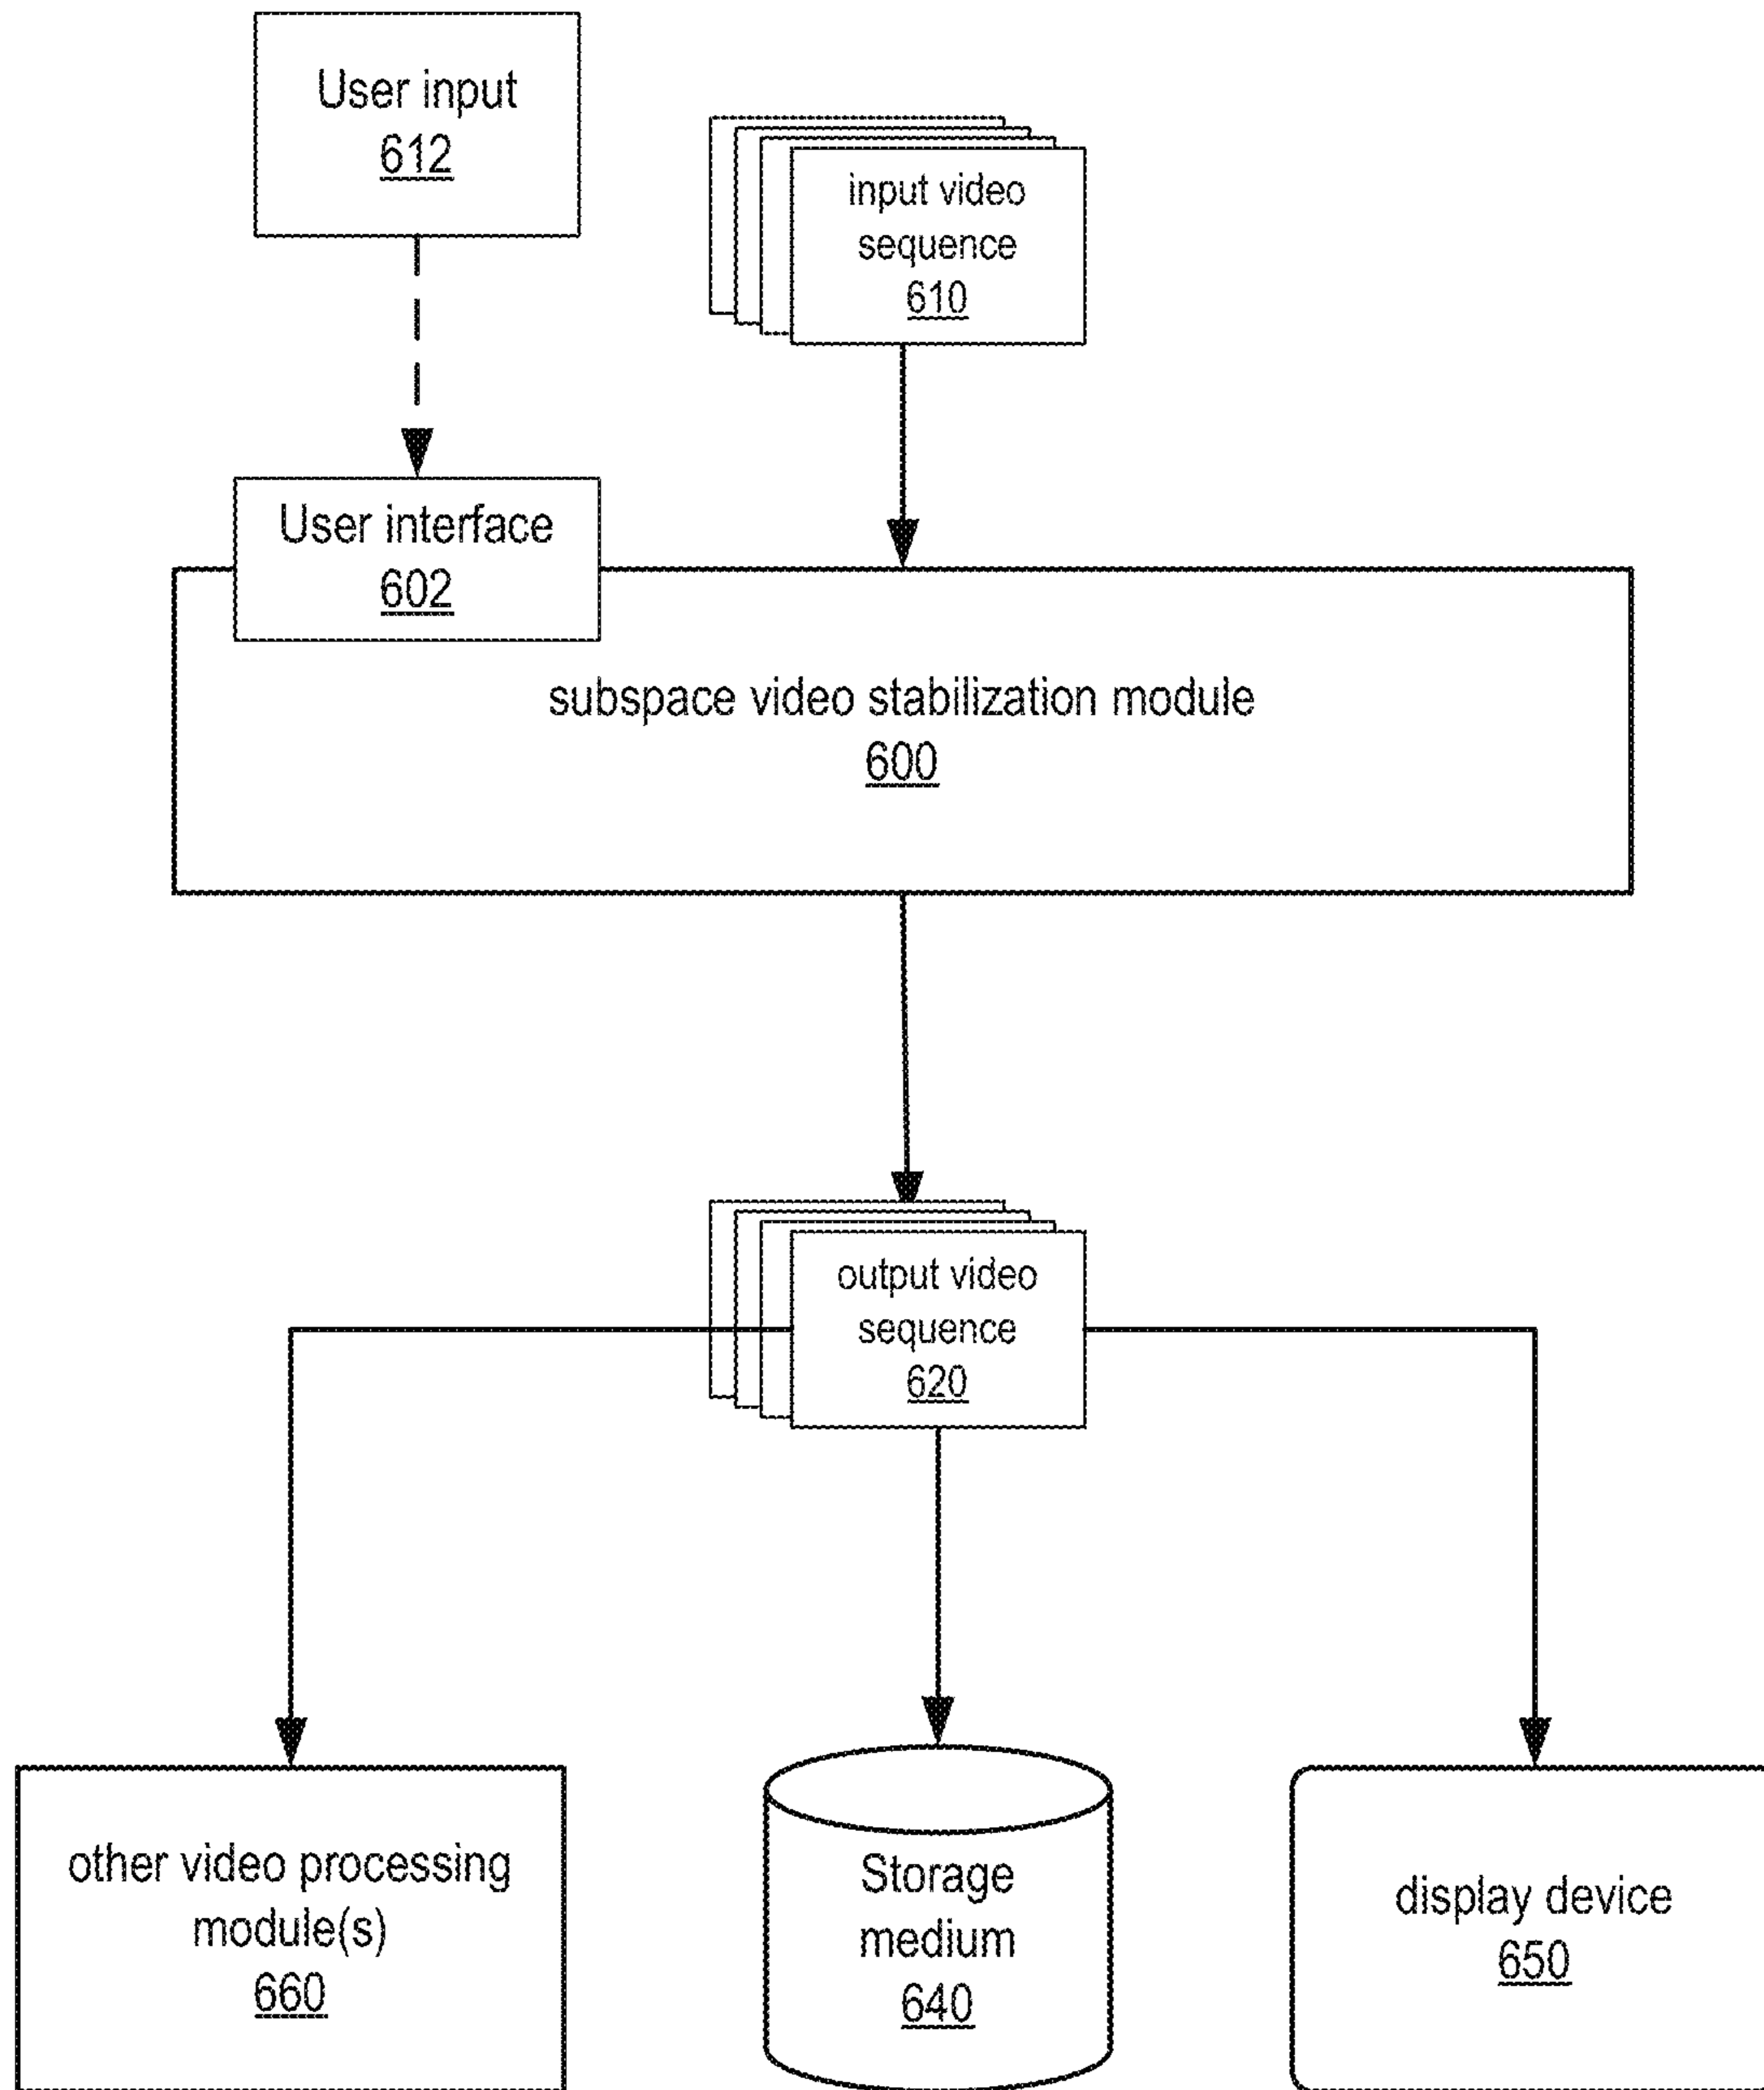 User input
612
input video
sequence
610
User interface
602
subspace video stabilization module
600
output video
sequence
620
other video processing
module(s)
660
Storage
medium
640
display device
650